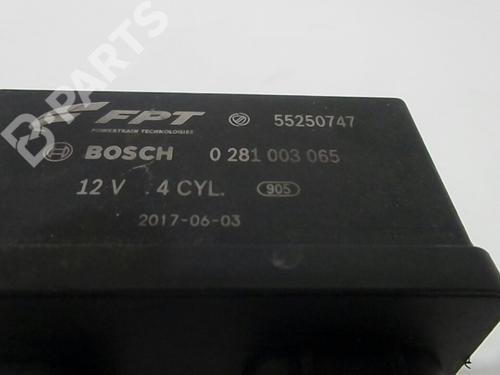 B-PARTS
FPT 55250747
POWERTRAIN TECHNOLOGIES
BOSCH 0 281 003 065
12 V . 4 CYL. 905
2017-06-03